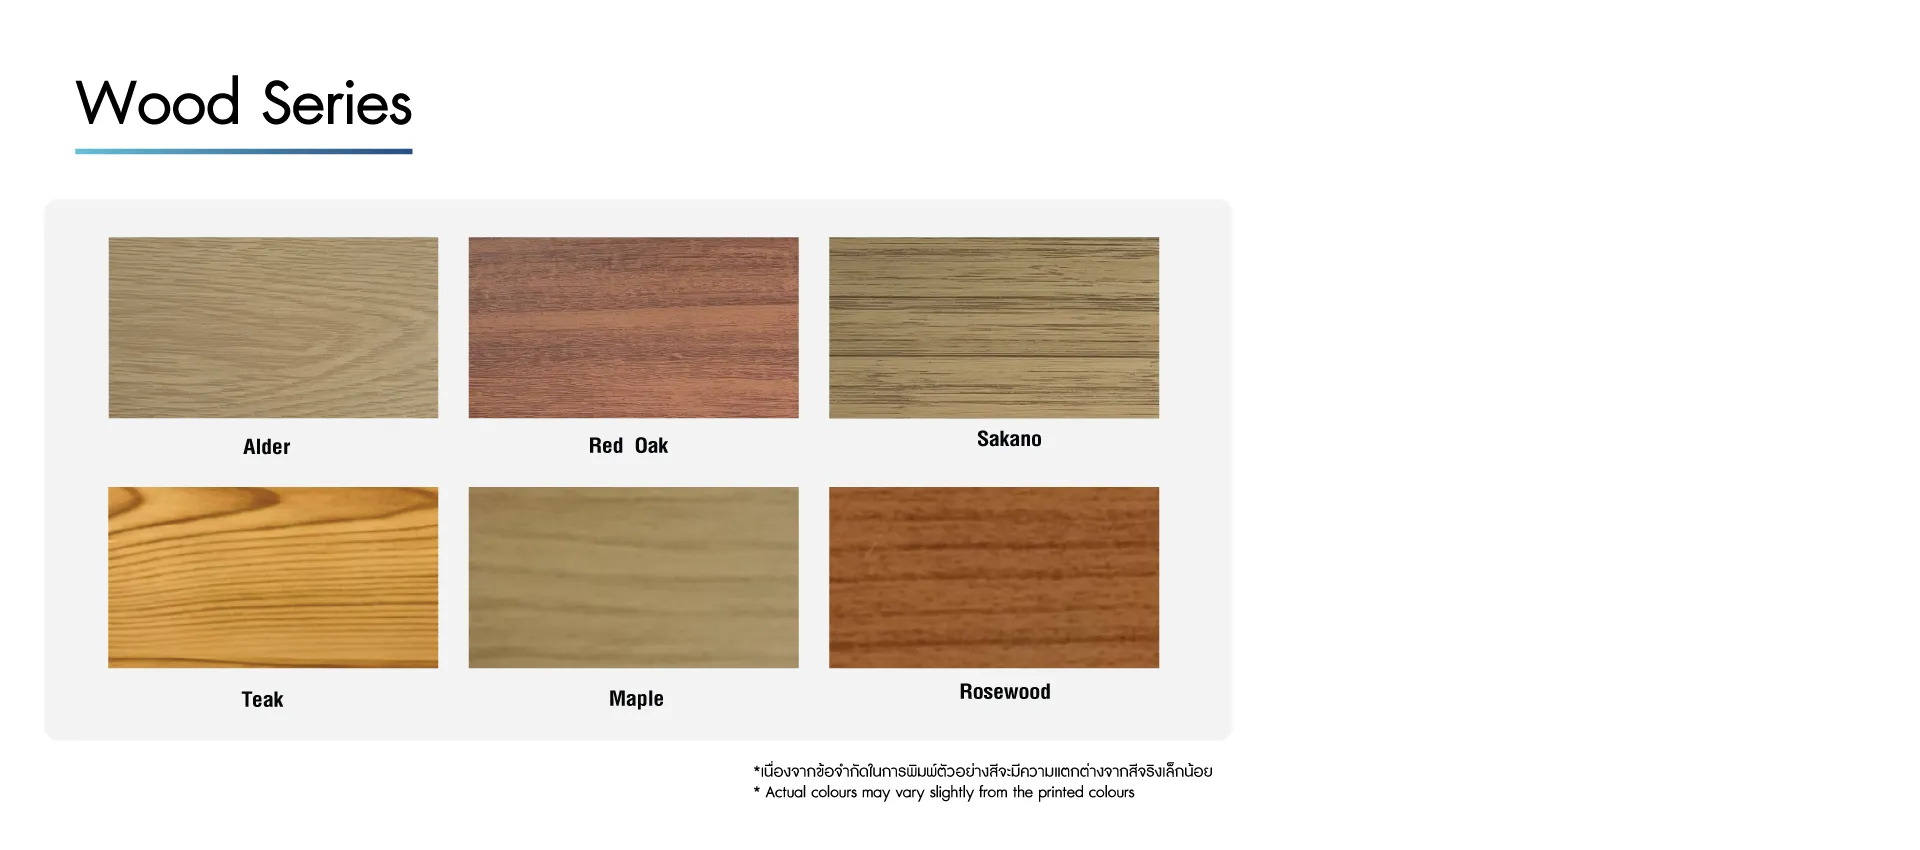 Wood Series
Alder
Red Oak
Sakano
Teak
Maple
Rosewood
*เนื่องจากข้อจำกัดในการพิมพ์ตัวอย่างสีจะมีความแตกต่างจากสีจริงเล็กน้อย
* Actual colours may vary slightly from the printed colours